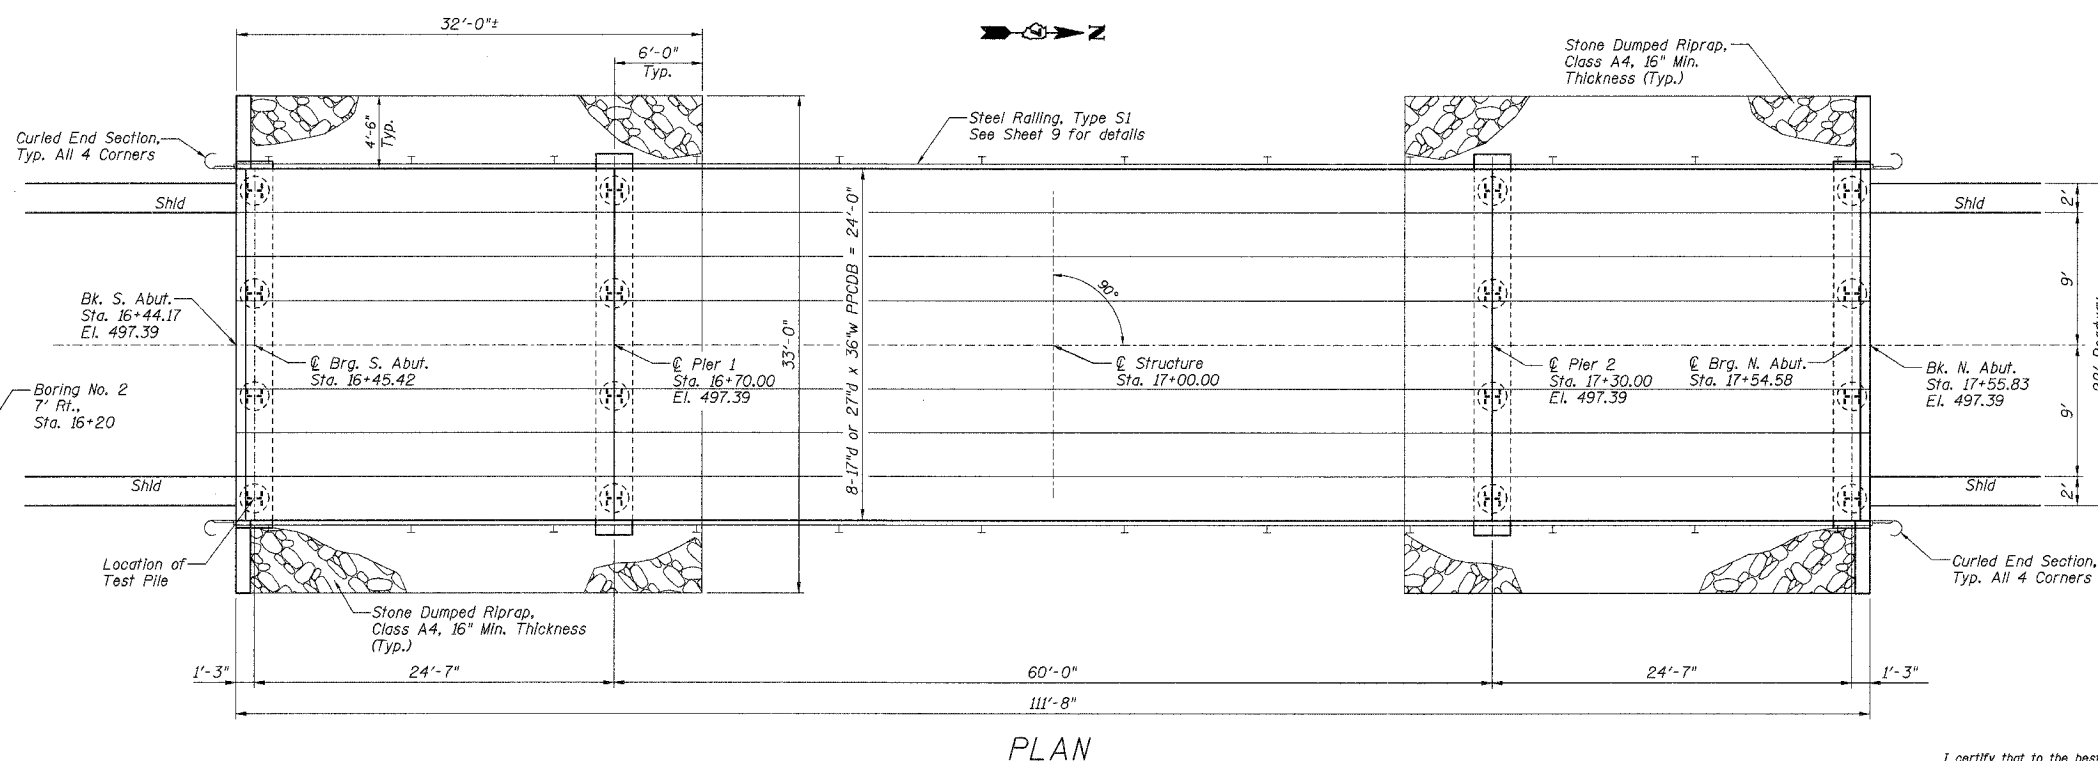 32'-0"±
6'-0"
Typ.
N
Stone Dumped Riprap,
Class A4, 16" Min.
Thickness (Typ.)
4'-6"
Typ.
Steel Railing, Type S1
See Sheet 9 for details
Curled End Section,
Typ. All 4 Corners
Shld
Shld
2'
9'
9'
2'
8-17"d or 27"d x 36"w PPCDB = 24'-0"
33'-0"
90°
Bk. S. Abut.
Sta. 16+44.17
El. 497.39
℄ Brg. S. Abut.
Sta. 16+45.42
℄ Pier 1
Sta. 16+70.00
El. 497.39
℄ Structure
Sta. 17+00.00
℄ Pier 2
Sta. 17+30.00
El. 497.39
℄ Brg. N. Abut.
Sta. 17+54.58
Bk. N. Abut.
Sta. 17+55.83
El. 497.39
Boring No. 2
7' Rt.,
Sta. 16+20
Shld
Shld
Location of
Test Pile
Stone Dumped Riprap,
Class A4, 16" Min. Thickness
(Typ.)
Curled End Section,
Typ. All 4 Corners
1'-3"
24'-7"
60'-0"
24'-7"
1'-3"
111'-8"
PLAN
I certify that to the best